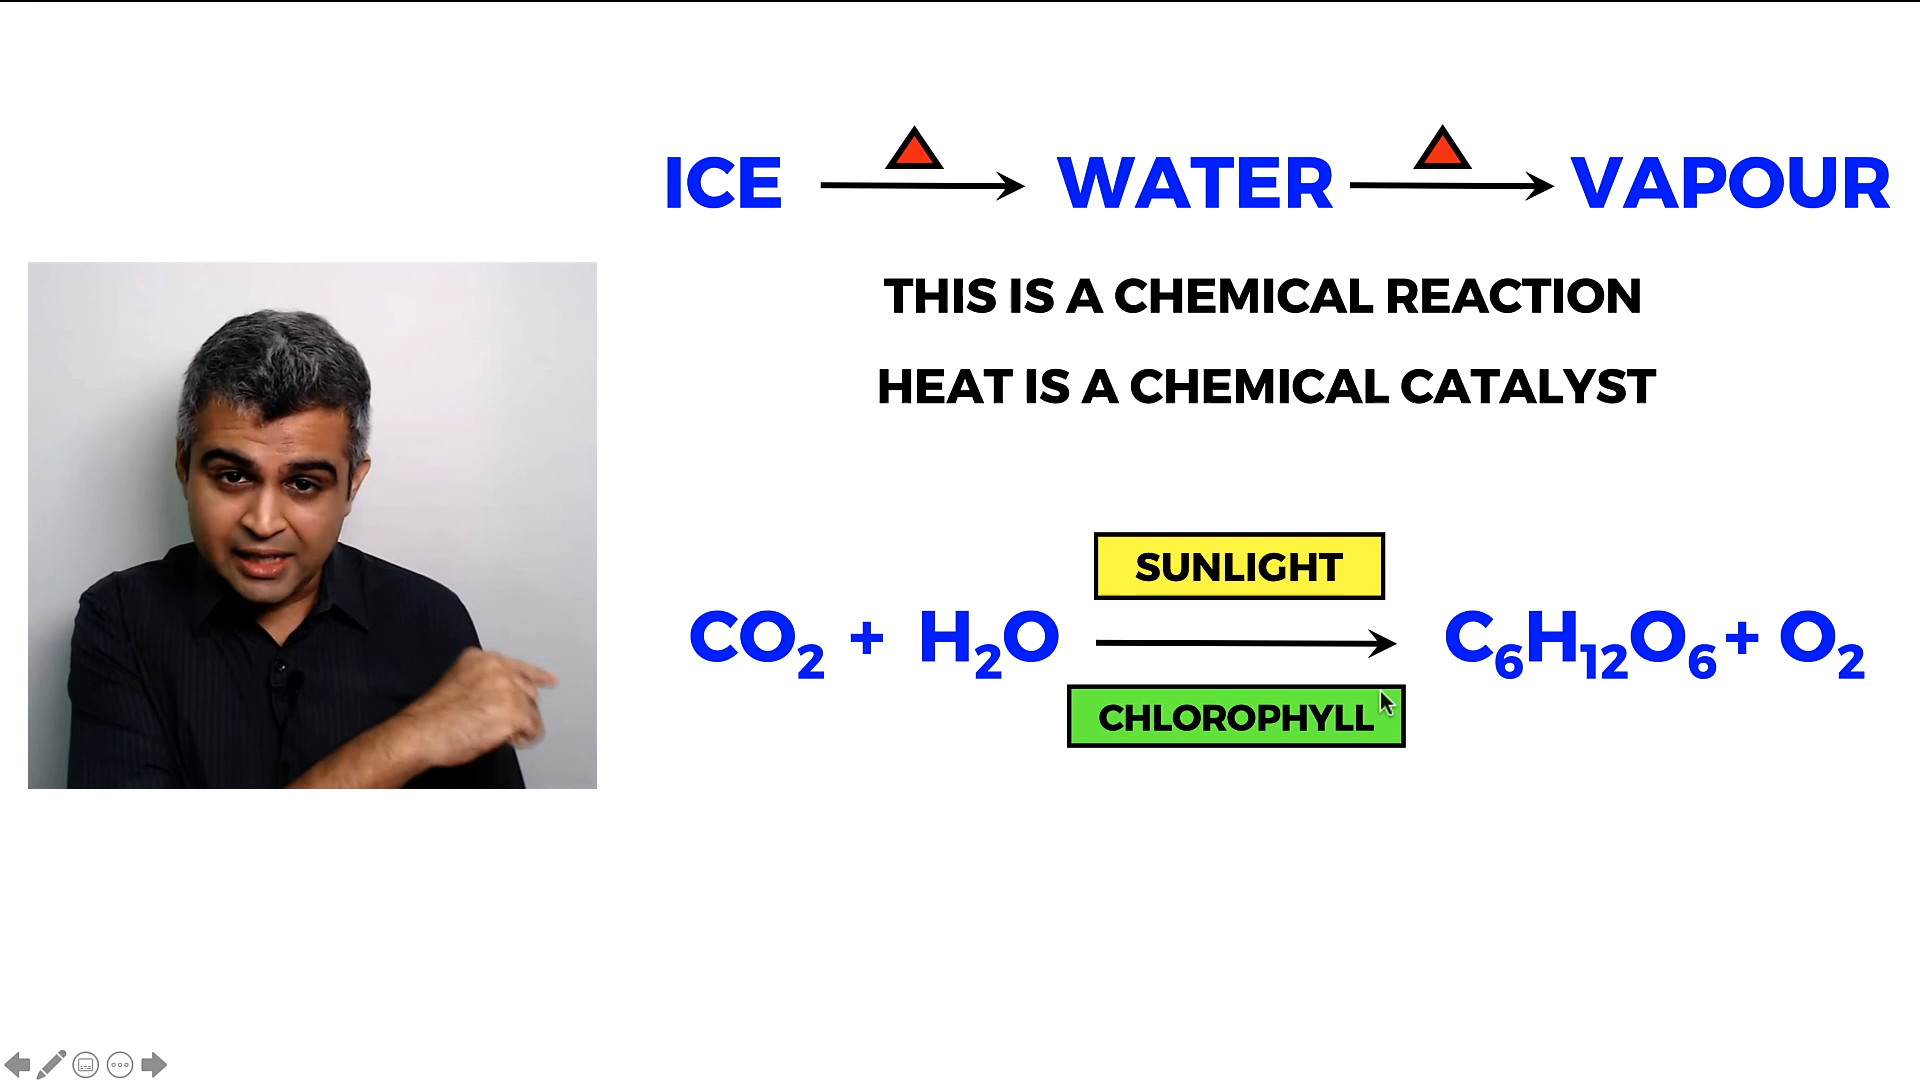 ICE → WATER → VAPOUR
THIS IS A CHEMICAL REACTION
HEAT IS A CHEMICAL CATALYST
SUNLIGHT
CO₂ + H₂O → C₆H₁₂O₆ + O₂
CHLOROPHYLL